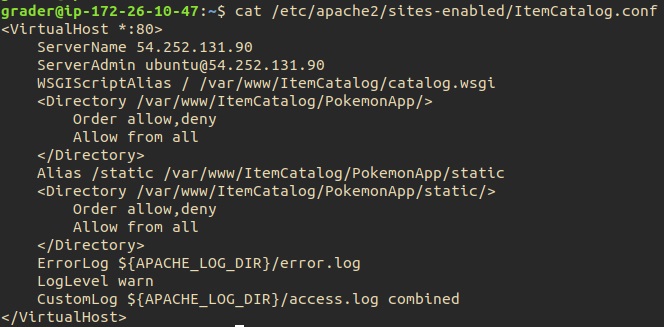 grader@ip-172-26-10-47:~$ cat /etc/apache2/sites-enabled/ItemCatalog.conf
<VirtualHost *:80>
    ServerName 54.252.131.90
    ServerAdmin ubuntu@54.252.131.90
    WSGIScriptAlias / /var/www/ItemCatalog/catalog.wsgi
    <Directory /var/www/ItemCatalog/PokemonApp/>
        Order allow,deny
        Allow from all
    </Directory>
    Alias /static /var/www/ItemCatalog/PokemonApp/static
    <Directory /var/www/ItemCatalog/PokemonApp/static/>
        Order allow,deny
        Allow from all
    </Directory>
    ErrorLog ${APACHE_LOG_DIR}/error.log
    LogLevel warn
    CustomLog ${APACHE_LOG_DIR}/access.log combined
</VirtualHost>